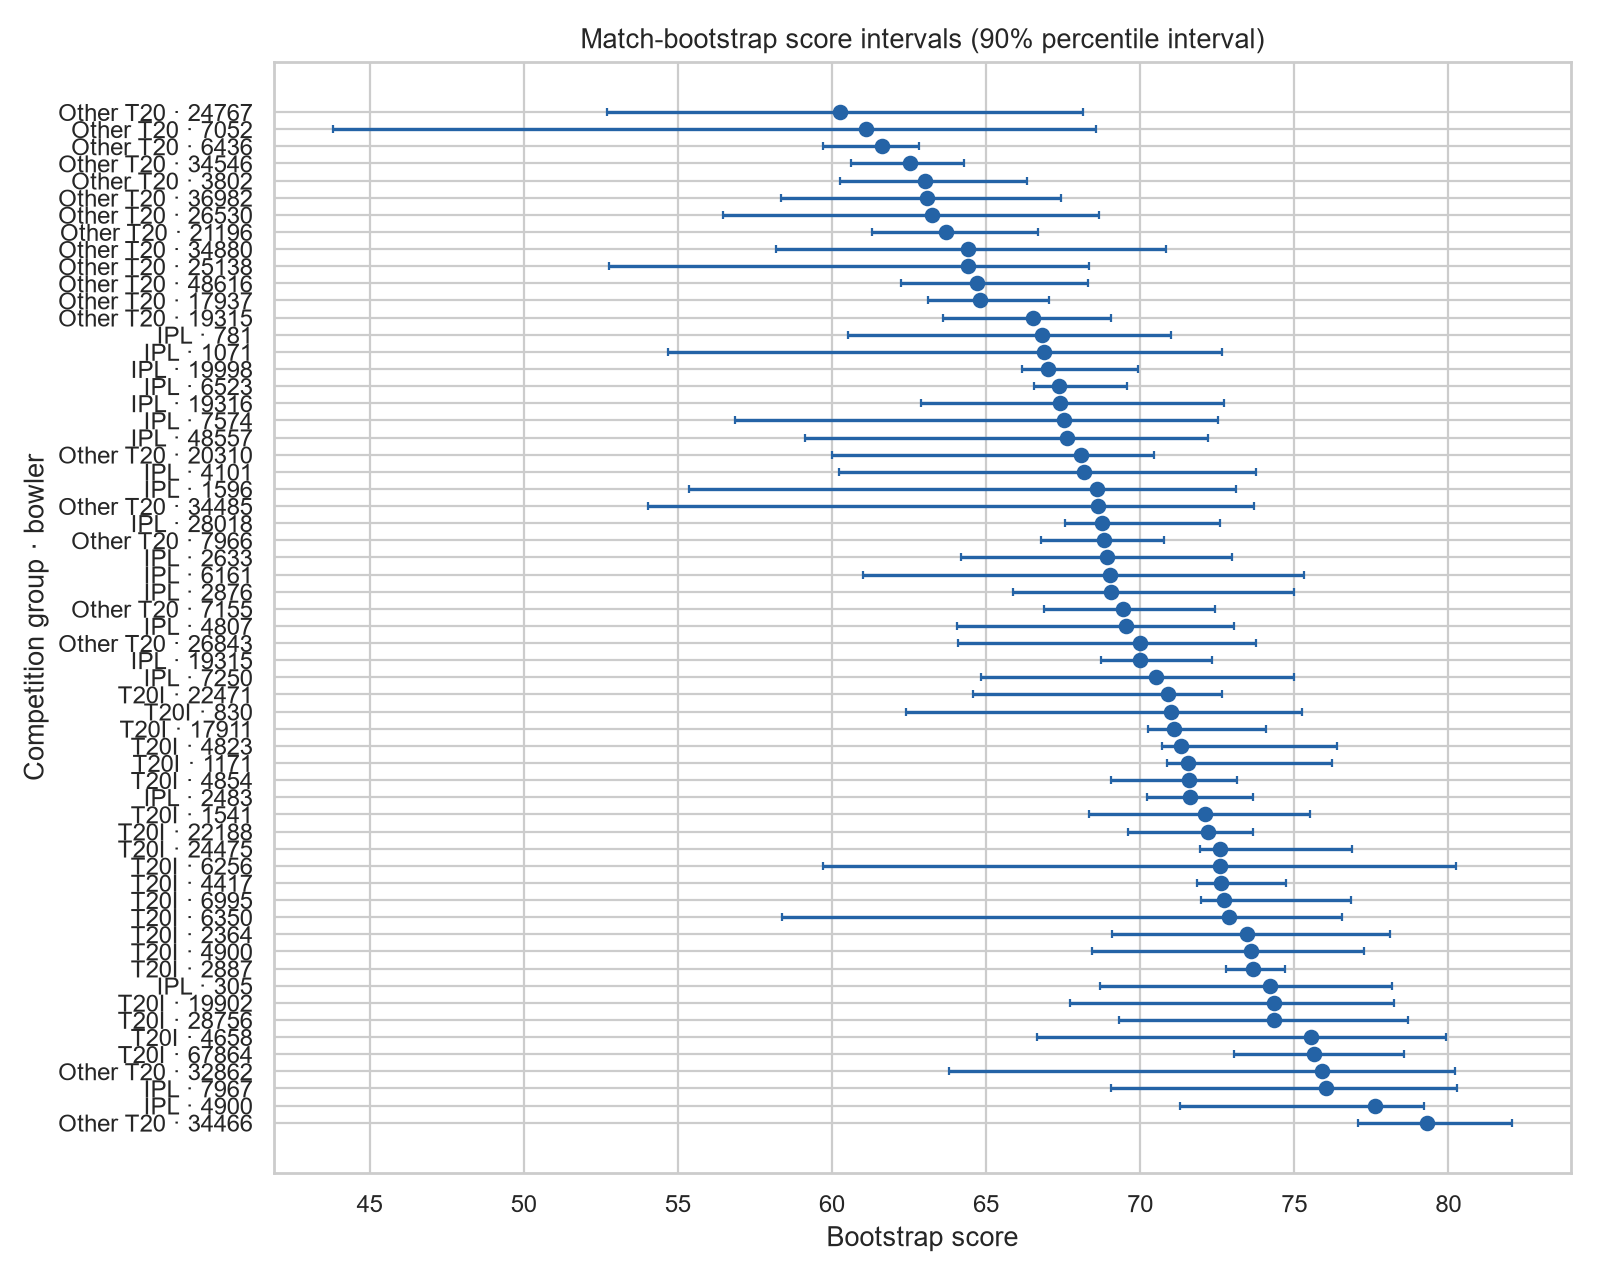 Match-bootstrap score intervals (90% percentile interval)
Other T20 · 24767
Other T20 · 7052
Other T20 · 6436
Other T20 · 34546
Other T20 · 3802
Other T20 · 36982
Other T20 · 26530
Other T20 · 21196
Other T20 · 34880
Other T20 · 25138
Other T20 · 48616
Other T20 · 17937
Other T20 · 19315
IPL · 781
IPL · 1071
IPL · 19998
IPL · 6523
IPL · 19316
IPL · 7574
IPL · 48557
Other T20 · 20310
IPL · 4101
IPL · 1596
Other T20 · 34485
IPL · 28018
Other T20 · 7966
IPL · 2633
IPL · 6161
IPL · 2876
Other T20 · 7155
IPL · 4807
Other T20 · 26843
IPL · 19315
IPL · 7250
T20I · 22471
T20I · 830
T20I · 17911
T20I · 4823
T20I · 1171
T20I · 4854
IPL · 2483
T20I · 1541
T20I · 22188
T20I · 24475
T20I · 6256
T20I · 4417
T20I · 6995
T20I · 6350
T20I · 2364
T20I · 4900
T20I · 2887
IPL · 305
T20I · 19902
T20I · 28756
T20I · 4658
T20I · 67864
Other T20 · 32862
IPL · 7967
IPL · 4900
Other T20 · 34466
Competition group · bowler
45 50 55 60 65 70 75 80
Bootstrap score